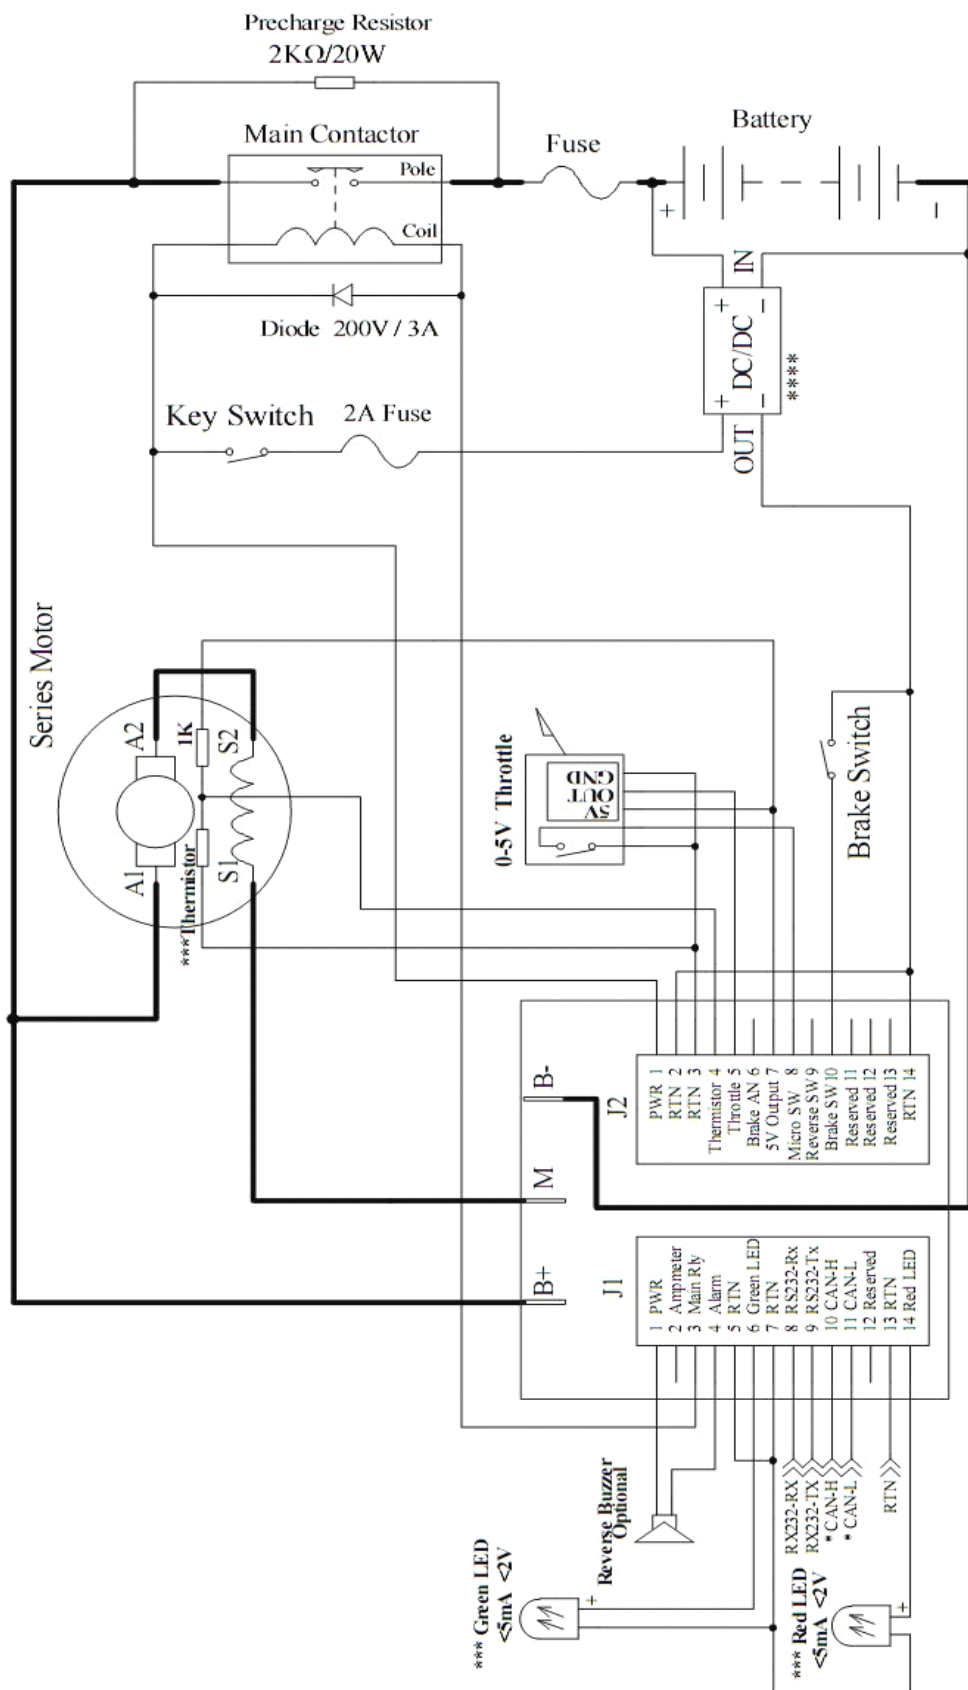 Precharge Resistor
2KΩ/20W
Main Contactor
Pole
Coil
Fuse
Battery
+
−
Diode 200V / 3A
IN
+ −
DC/DC
****
+ −
OUT
Key Switch
2A Fuse
Series Motor
A2
1K
S2
A1
***Thermistor
S1
0-5V Throttle
GND
OUT
5V
Brake Switch
B-
M
B+
J2
PWR 1
RTN 2
RTN 3
Thermistor 4
Throttle 5
Brake AN 6
5V Output 7
Micro SW 8
Reverse SW 9
Brake SW 10
Reserved 11
Reserved 12
Reserved 13
RTN 14
J1
1 PWR
2 Ampmeter
3 Main Rly
4 Alarm
5 RTN
6 Green LED
7 RTN
8 RS232-Rx
9 RS232-Tx
10 CAN-H
11 CAN-L
12 Reserved
13 RTN
14 Red LED
Reverse Buzzer
Optional
RX232-RX
RX232-TX
* CAN-H
* CAN-L
RTN
*** Green LED
<5mA <2V
+
*** Red LED
<5mA <2V
+